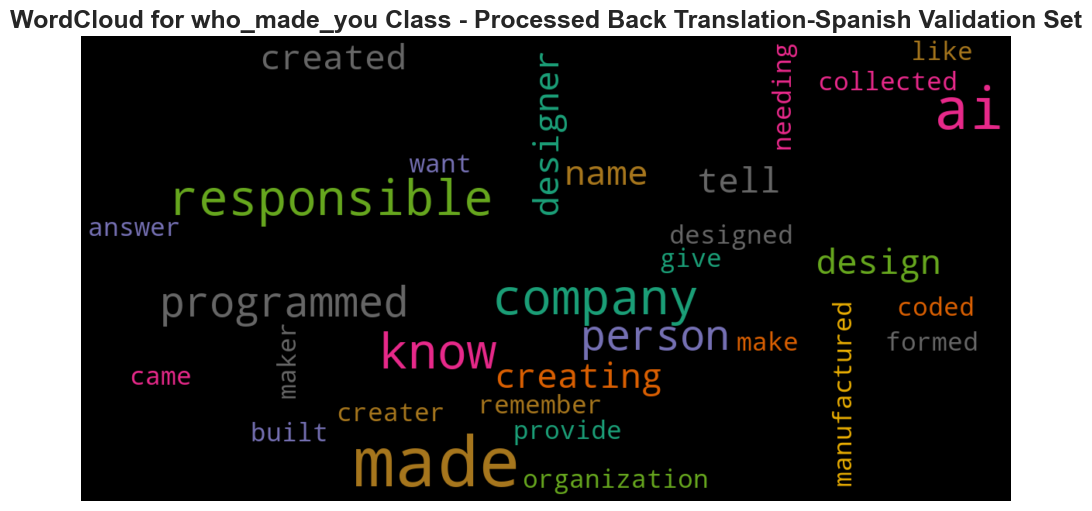 WordCloud for who_made_you Class - Processed Back Translation-Spanish Validation Set
created
designer
needing
like
collected
ai
want
name
tell
responsible
answer
designed
give
design
programmed
company
manufactured
coded
person
make
formed
maker
know
came
creating
creater
remember
built
provide
made
organization